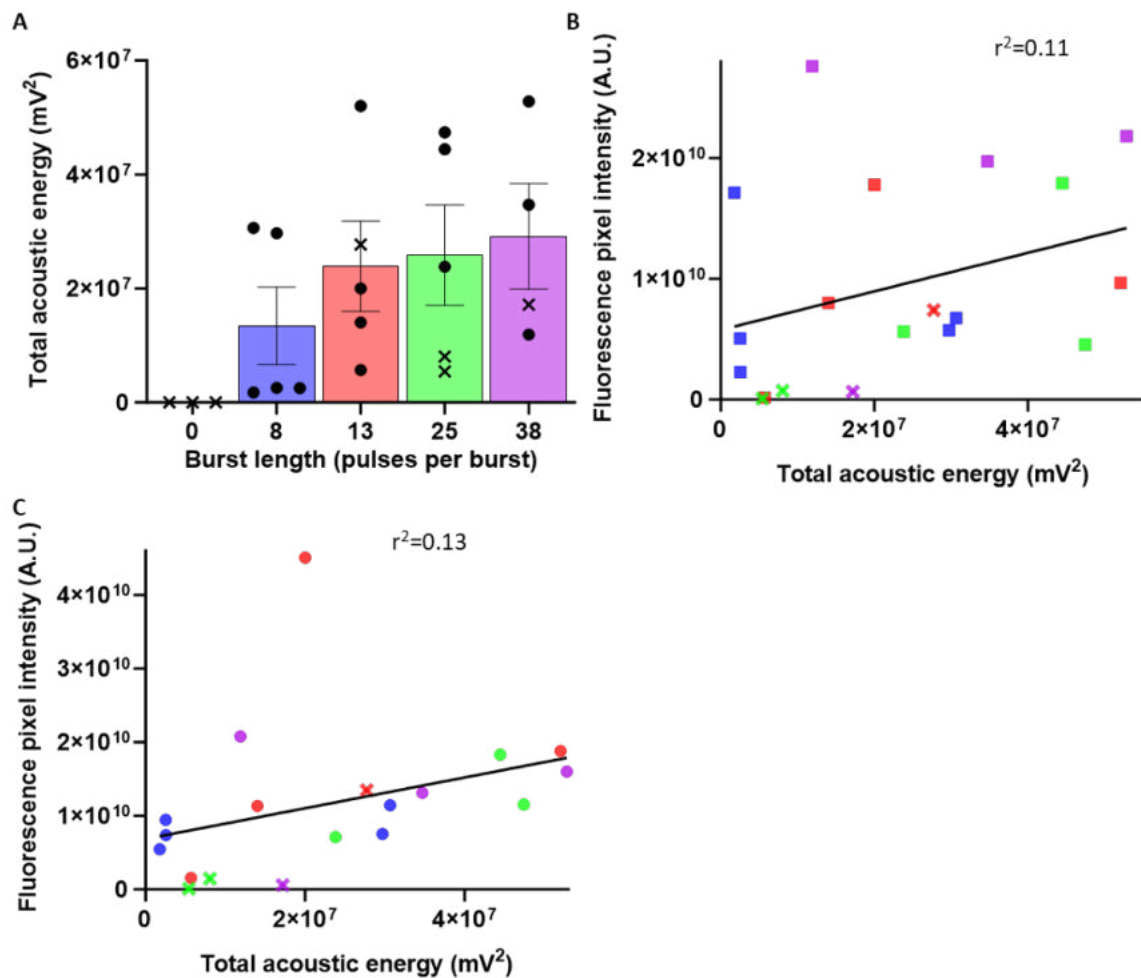 A
Total acoustic energy (mV²)
6×10⁷
4×10⁷
2×10⁷
0
0 8 13 25 38
Burst length (pulses per burst)
B
r²=0.11
Fluorescence pixel intensity (A.U.)
2×10¹⁰
1×10¹⁰
0
0 2×10⁷ 4×10⁷
Total acoustic energy (mV²)
C
r²=0.13
Fluorescence pixel intensity (A.U.)
4×10¹⁰
3×10¹⁰
2×10¹⁰
1×10¹⁰
0
0 2×10⁷ 4×10⁷
Total acoustic energy (mV²)